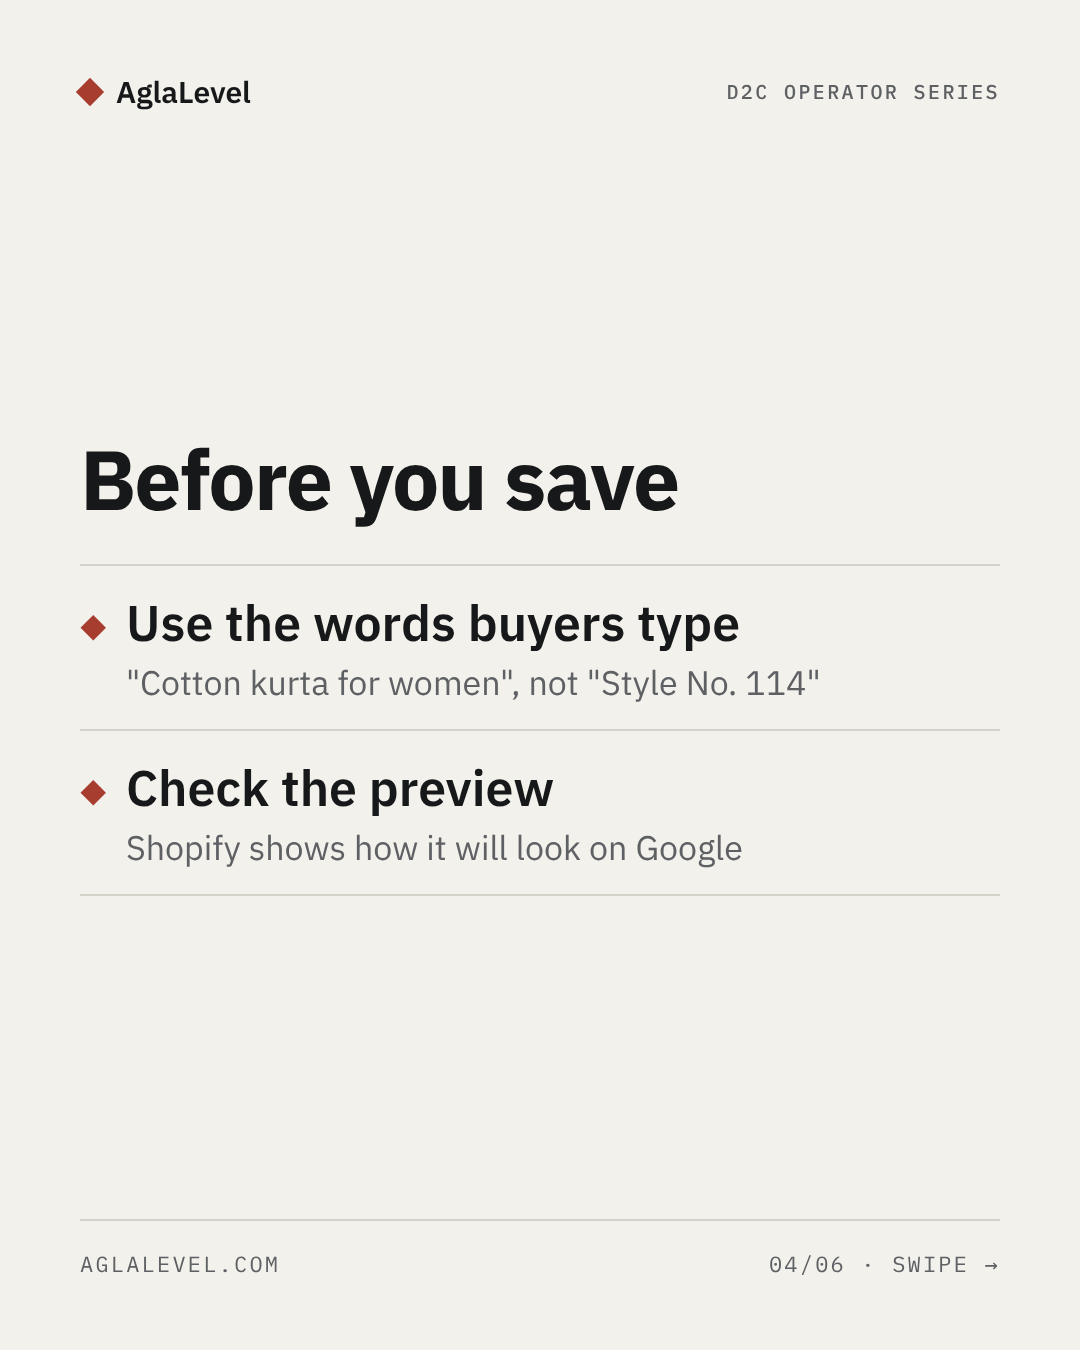 AglaLevel
D2C OPERATOR SERIES
Before you save
Use the words buyers type
"Cotton kurta for women", not "Style No. 114"
Check the preview
Shopify shows how it will look on Google
AGLALEVEL.COM
04/06 · SWIPE →